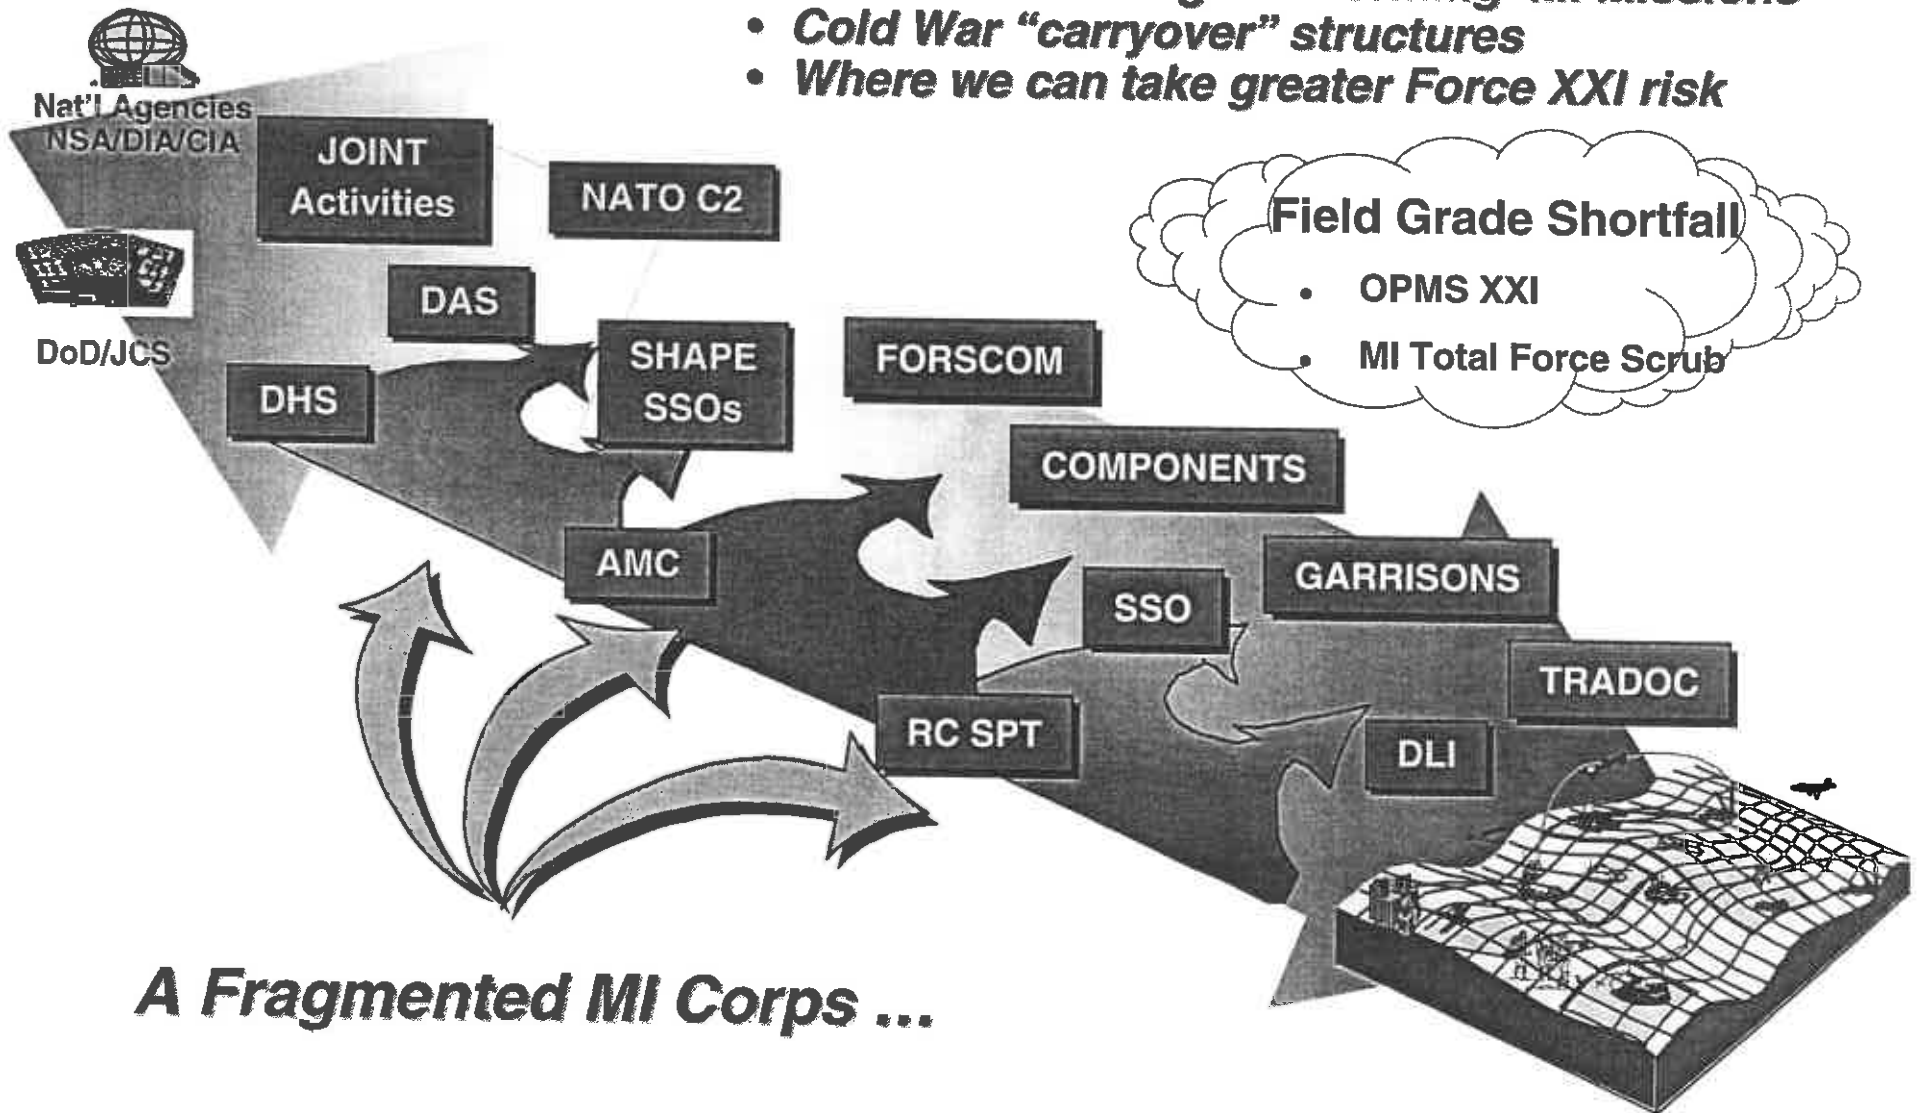 missions
• Cold War “carryover” structures
• Where we can take greater Force XXI risk
Nat'l Agencies
NSA/DIA/CIA
JOINT
Activities
NATO C2
Field Grade Shortfall
• OPMS XXI
• MI Total Force Scrub
DAS
DoD/JCS
SHAPE
SSOs
FORSCOM
DHS
COMPONENTS
AMC
GARRISONS
SSO
TRADOC
RC SPT
DLI
A Fragmented MI Corps ...